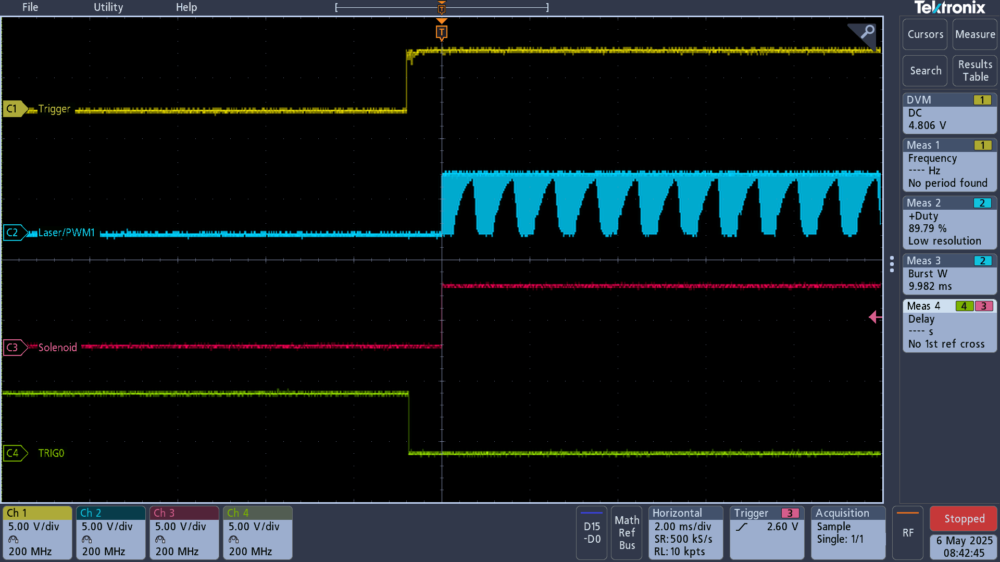 File Utility Help
T
Tektronix
T
Cursors Measure
Search Results
Table
C1 Trigger
C2 Laser/PWM1
C3 Solenoid
C4 TRIG0
DVM 1
DC
4.806 V
Meas 1 1
Frequency
---- Hz
No period found
Meas 2 2
+Duty
89.79 %
Low resolution
Meas 3 2
Burst W
9.982 ms
Meas 4 4 3
Delay
---- s
No 1st ref cross
Ch 1
5.00 V/div
200 MHz
Ch 2
5.00 V/div
200 MHz
Ch 3
5.00 V/div
200 MHz
Ch 4
5.00 V/div
200 MHz
D15
-D0
Math
Ref
Bus
Horizontal
2.00 ms/div
SR: 500 kS/s
RL: 10 kpts
Trigger 3
2.60 V
Acquisition
Sample
Single: 1/1
RF
Stopped
6 May 2025
08:42:45